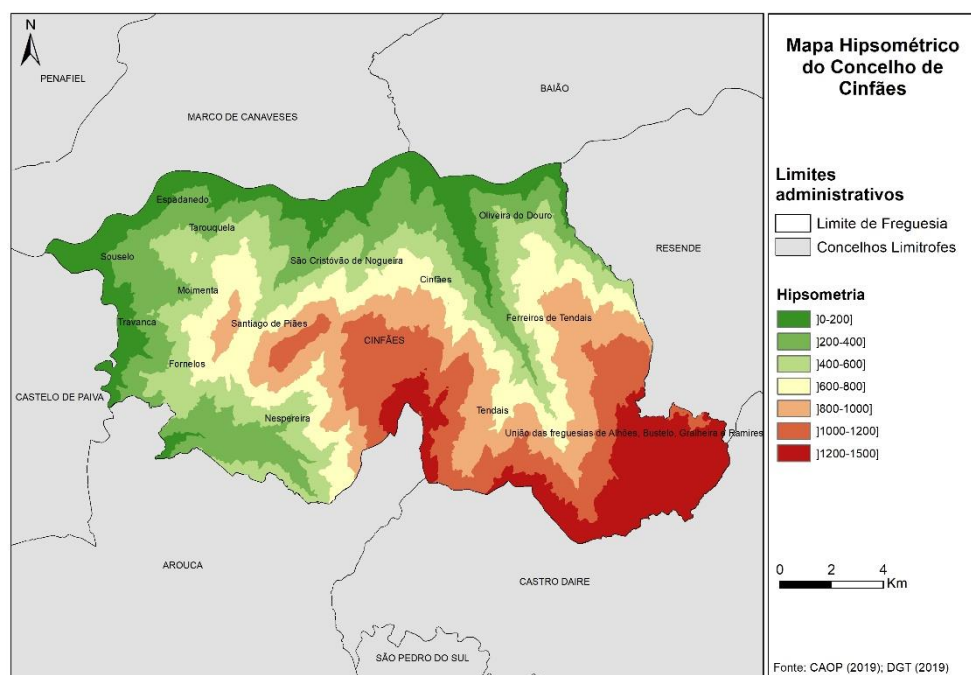 N
PENAFIEL
MARCO DE CANAVESES
BAIÃO
Espadanedo
Tarouquela
Oliveira do Douro
Souselo
São Cristóvão de Nogueira
RESENDE
Cinfães
Moimenta
Travanca
Santiago de Piães
Ferreiros de Tendais
CINFÃES
Fornelos
CASTELO DE PAIVA
Nespereira
Tendais
União das freguesias de Alhões, Bustelo, Gralheira e Ramires
AROUCA
CASTRO DAIRE
SÃO PEDRO DO SUL
Mapa Hipsométrico
do Concelho de
Cinfães
Limites
administrativos
Limite de Freguesia
Concelhos Limitrofes
Hipsometria
]0-200]
]200-400]
]400-600]
]600-800]
]800-1000]
]1000-1200]
]1200-1500]
0 2 4
Km
Fonte: CAOP (2019); DGT (2019)